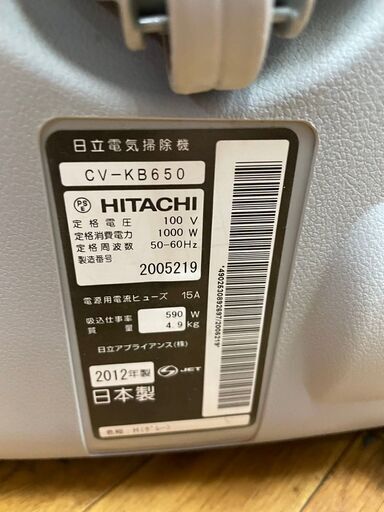 日立電気掃除機
CV-KB650
PS E HITACHI
定格電圧 100 V
定格消費電力 1000 W
定格周波数 50-60Hz
製造番号
2005219
電源用電流ヒューズ 15A
吸込仕事率 590 W
質量 4.9 kg
日立アプライアンス(株)
2012年製 JET
日本製